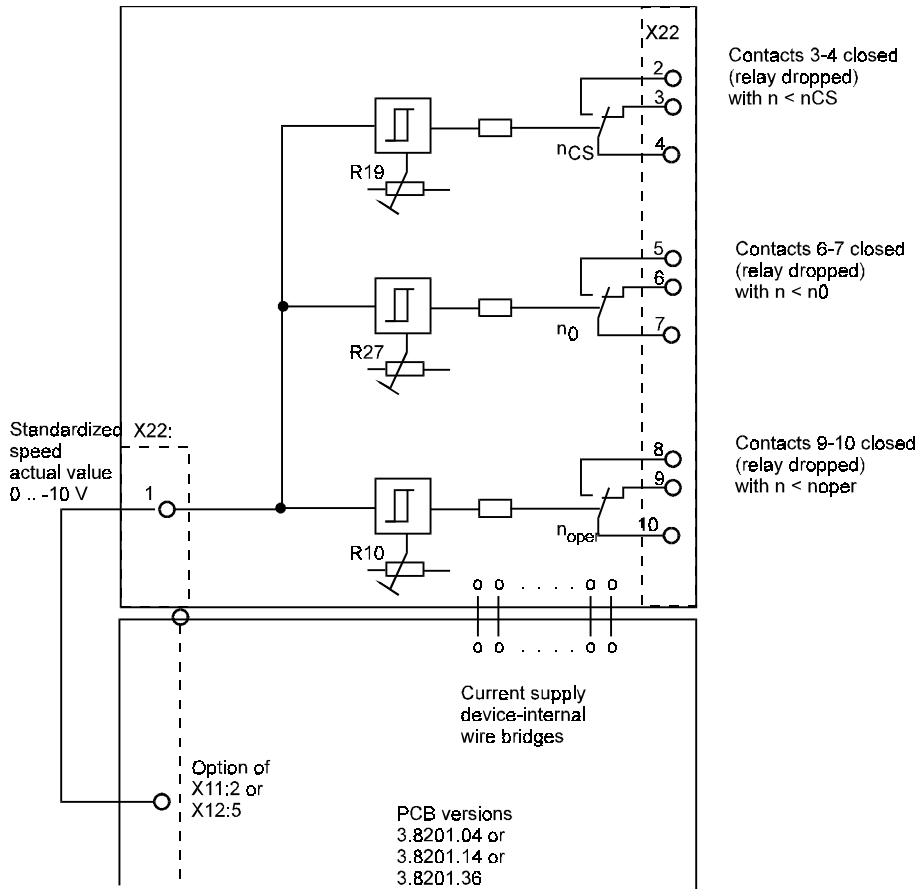 X22
2
3
4
Contacts 3-4 closed
(relay dropped)
with n < nCS
nCS
R19
5
6
7
Contacts 6-7 closed
(relay dropped)
with n < n0
n0
R27
Standardized
speed
actual value
0 .. -10 V
X22:
1
8
9
10
Contacts 9-10 closed
(relay dropped)
with n < noper
noper
R10
o o . . . . . o o
o o . . . . . o o
Current supply
device-internal
wire bridges
Option of
X11:2 or
X12:5
PCB versions
3.8201.04 or
3.8201.14 or
3.8201.36